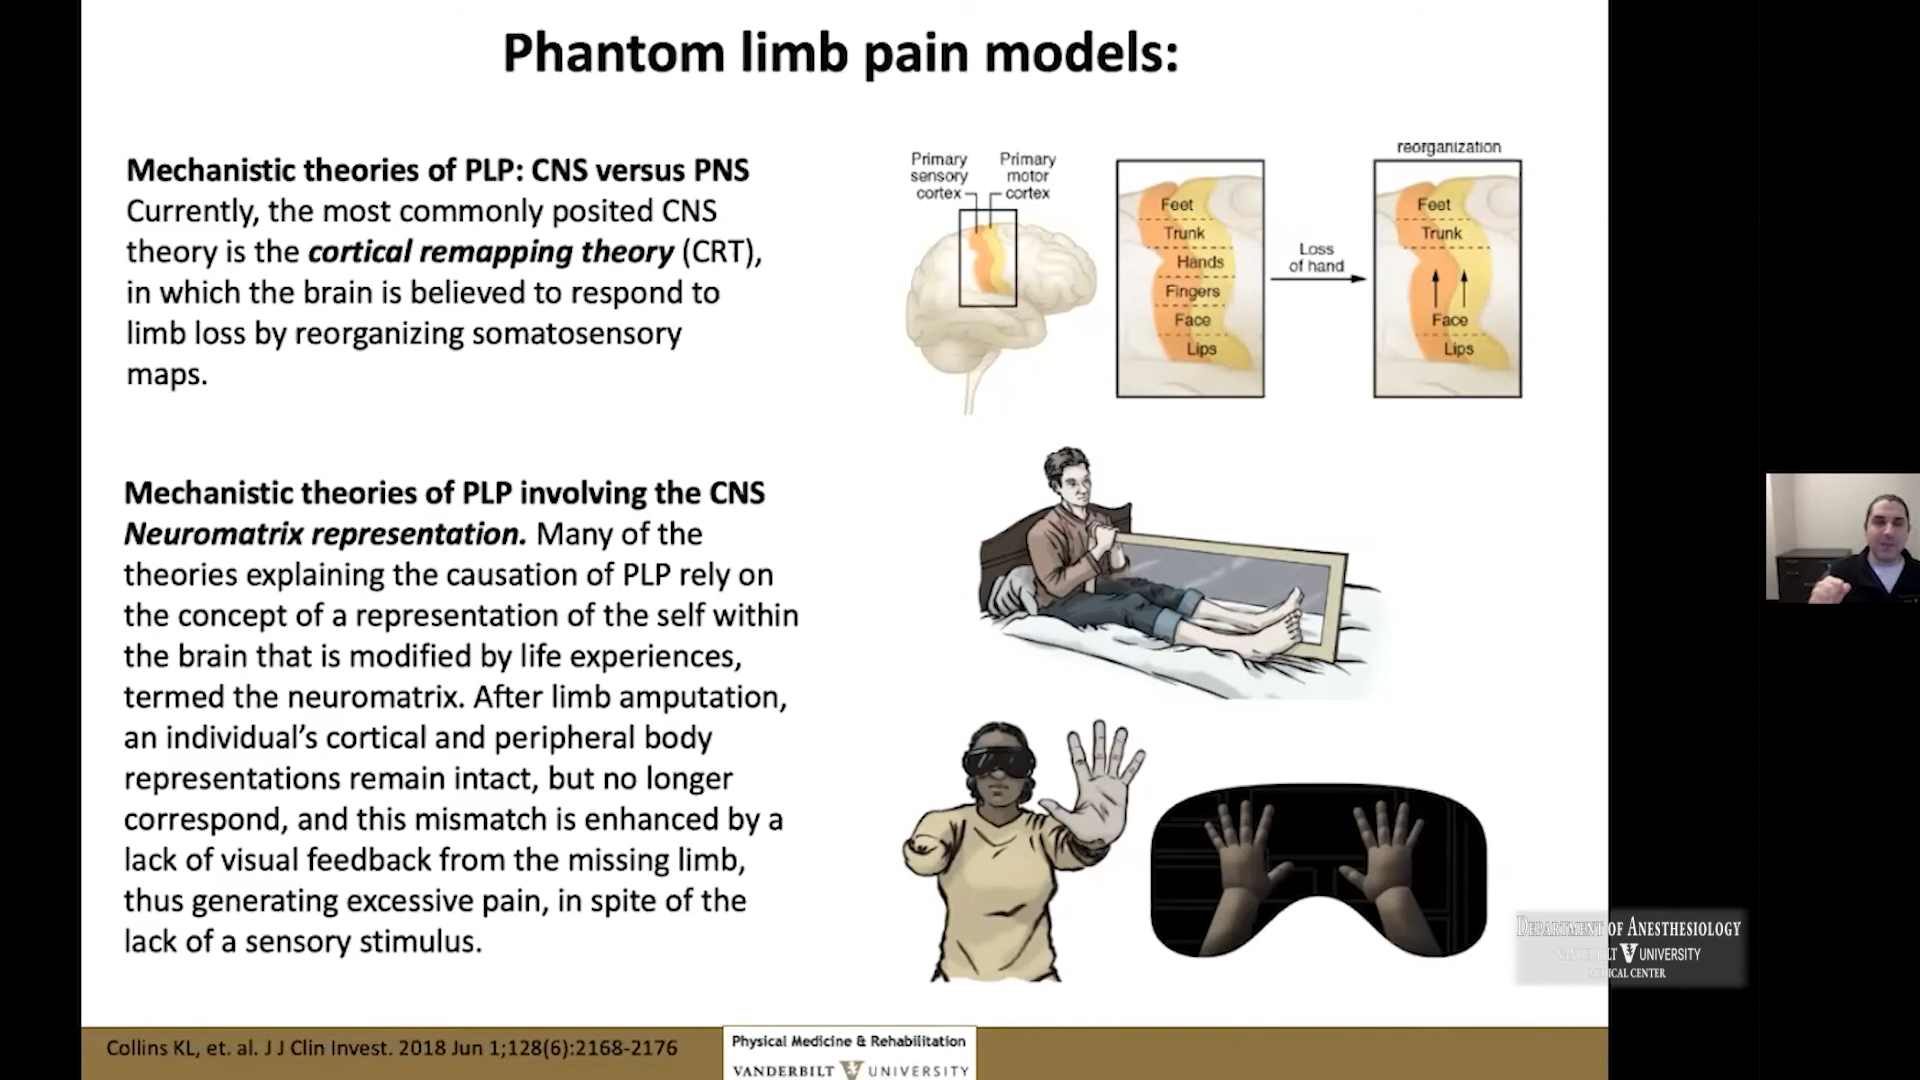 Phantom limb pain models:
Mechanistic theories of PLP: CNS versus PNS
Currently, the most commonly posited CNS
theory is the cortical remapping theory (CRT),
in which the brain is believed to respond to
limb loss by reorganizing somatosensory
maps.
Mechanistic theories of PLP involving the CNS
Neuromatrix representation. Many of the
theories explaining the causation of PLP rely on
the concept of a representation of the self within
the brain that is modified by life experiences,
termed the neuromatrix. After limb amputation,
an individual's cortical and peripheral body
representations remain intact, but no longer
correspond, and this mismatch is enhanced by a
lack of visual feedback from the missing limb,
thus generating excessive pain, in spite of the
lack of a sensory stimulus.
Primary
sensory
cortex
Primary
motor
cortex
Feet
Trunk
Hands
Fingers
Face
Lips
Loss
of hand
reorganization
Feet
Trunk
Face
Lips
DEPARTMENT OF ANESTHESIOLOGY
VANDERBILT UNIVERSITY
MEDICAL CENTER
Collins KL, et. al. J J Clin Invest. 2018 Jun 1;128(6):2168-2176
Physical Medicine & Rehabilitation
VANDERBILT UNIVERSITY